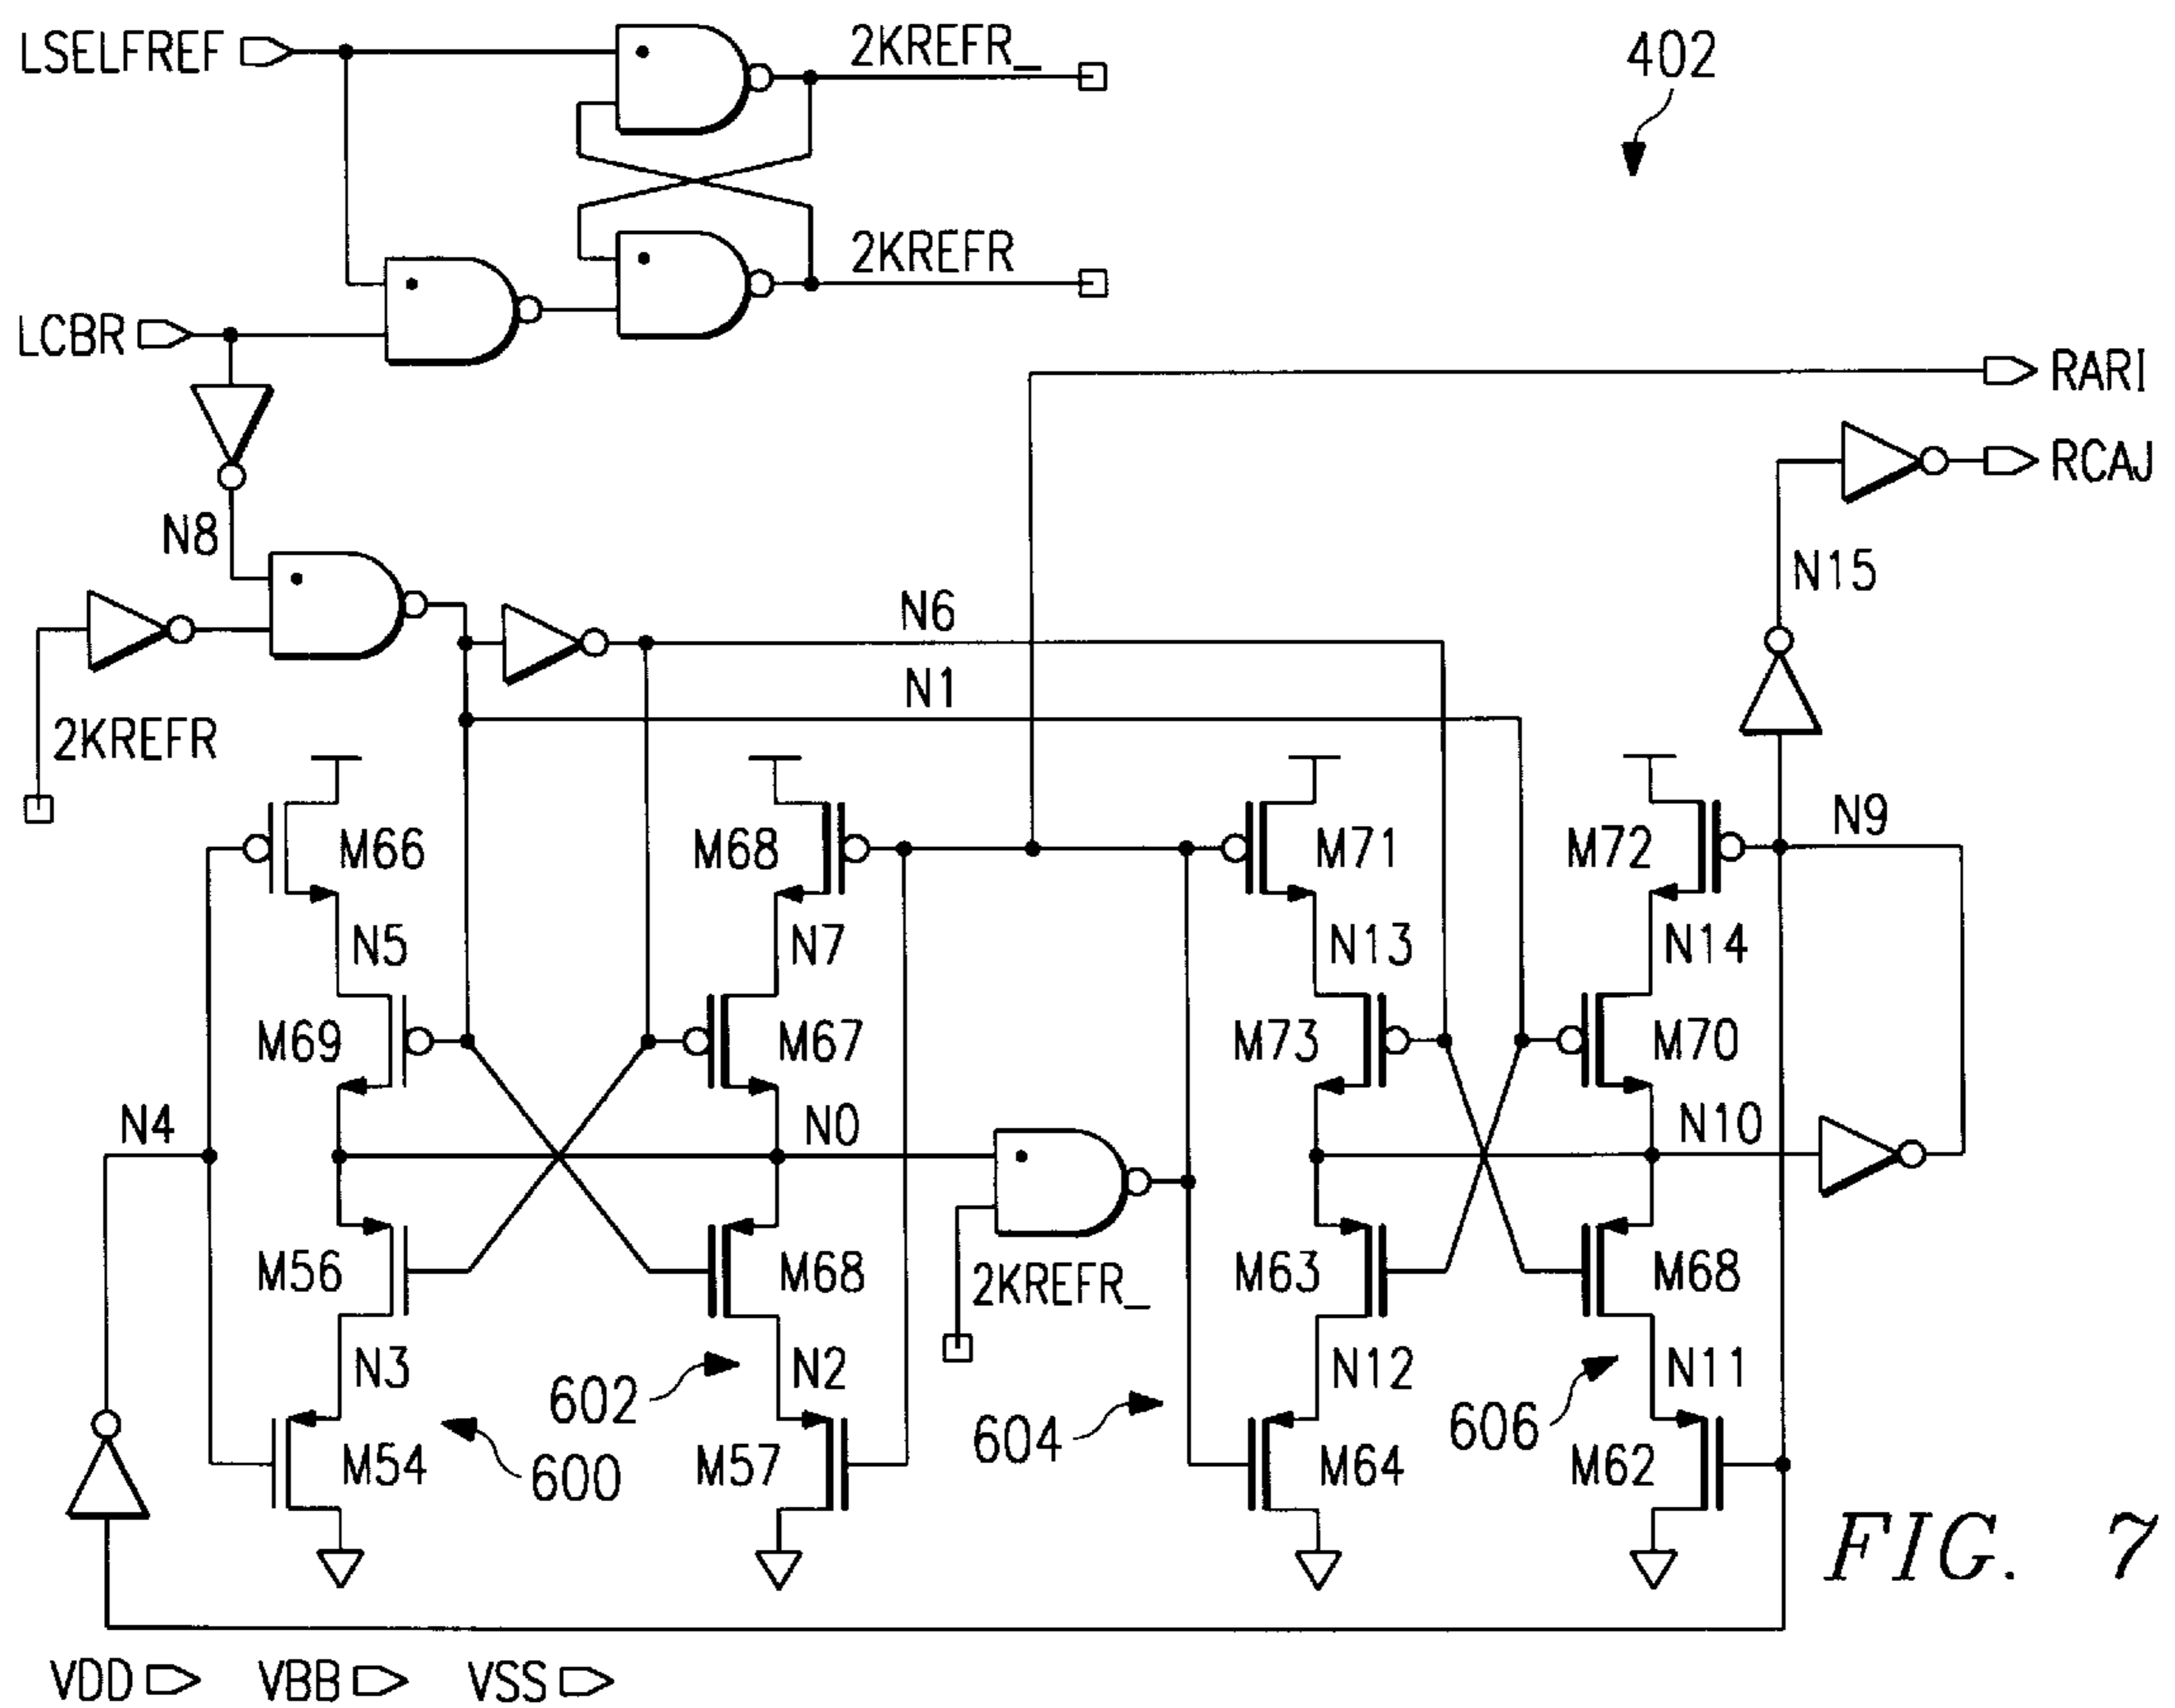 LSELFREF
2KREFR_
402
2KREFR
LCBR
RARI
RCAJ
N8
N15
N6
N1
2KREFR
M66
M68
M71
M72
N9
N5
N7
N13
N14
M69
M67
M73
M70
N4
N0
N10
M56
M68
2KREFR_
M63
M68
N3
602
N2
604
N12
606
N11
M54
600
M57
M64
M62
FIG. 7
VDD
VBB
VSS